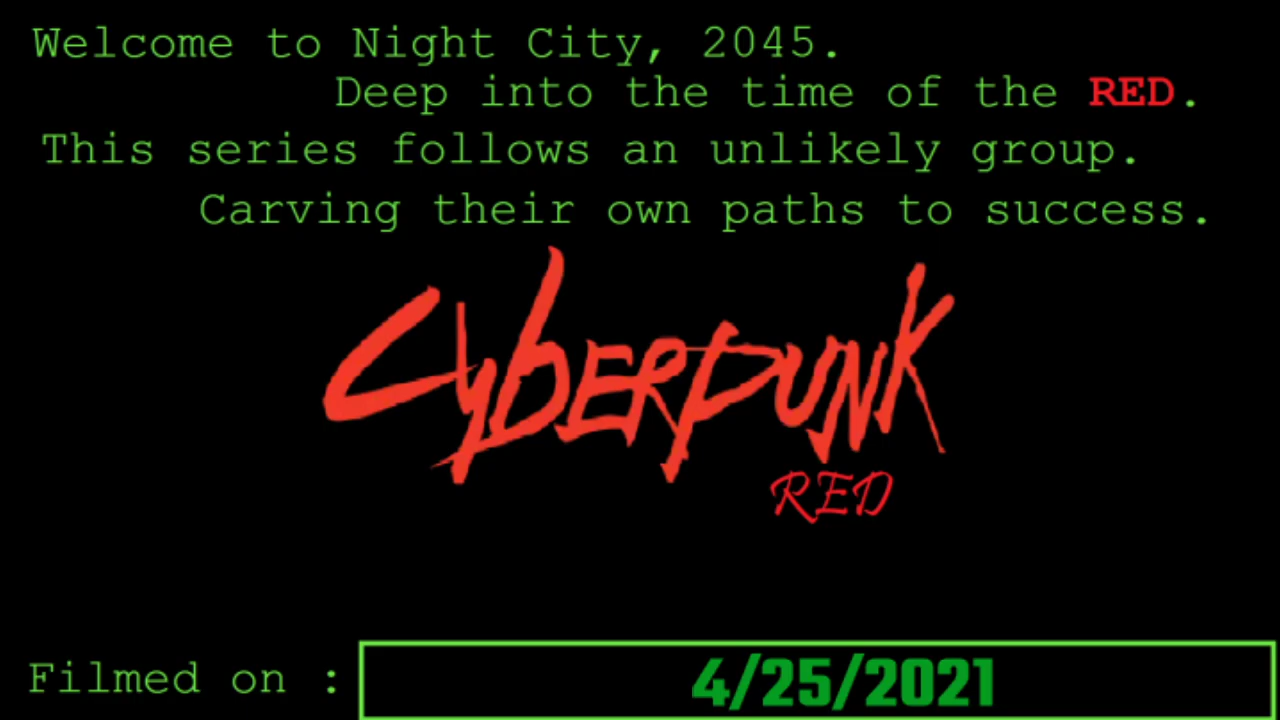 Welcome to Night City, 2045.
Deep into the time of the RED.
This series follows an unlikely group.
Carving their own paths to success.
CYBERPUNK
RED
Filmed on : 4/25/2021